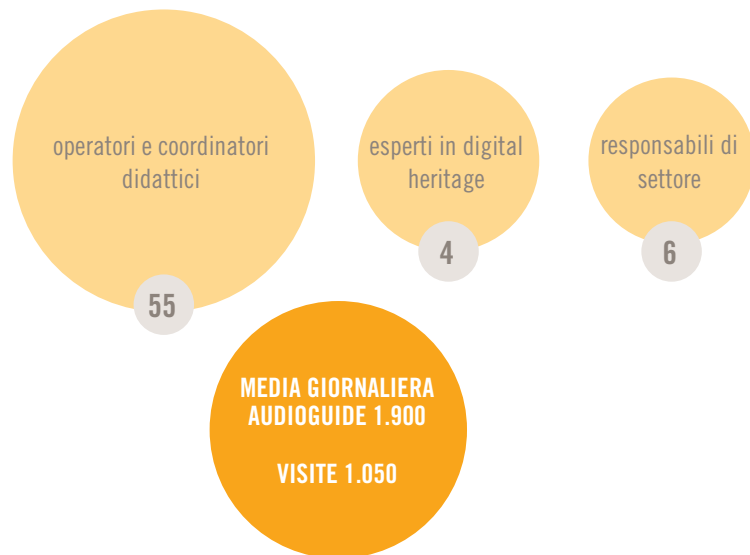 operatori e coordinatori
didattici
55
esperti in digital
heritage
4
responsabili di
settore
6
MEDIA GIORNALIERA
AUDIOGUIDE 1.900
VISITE 1.050